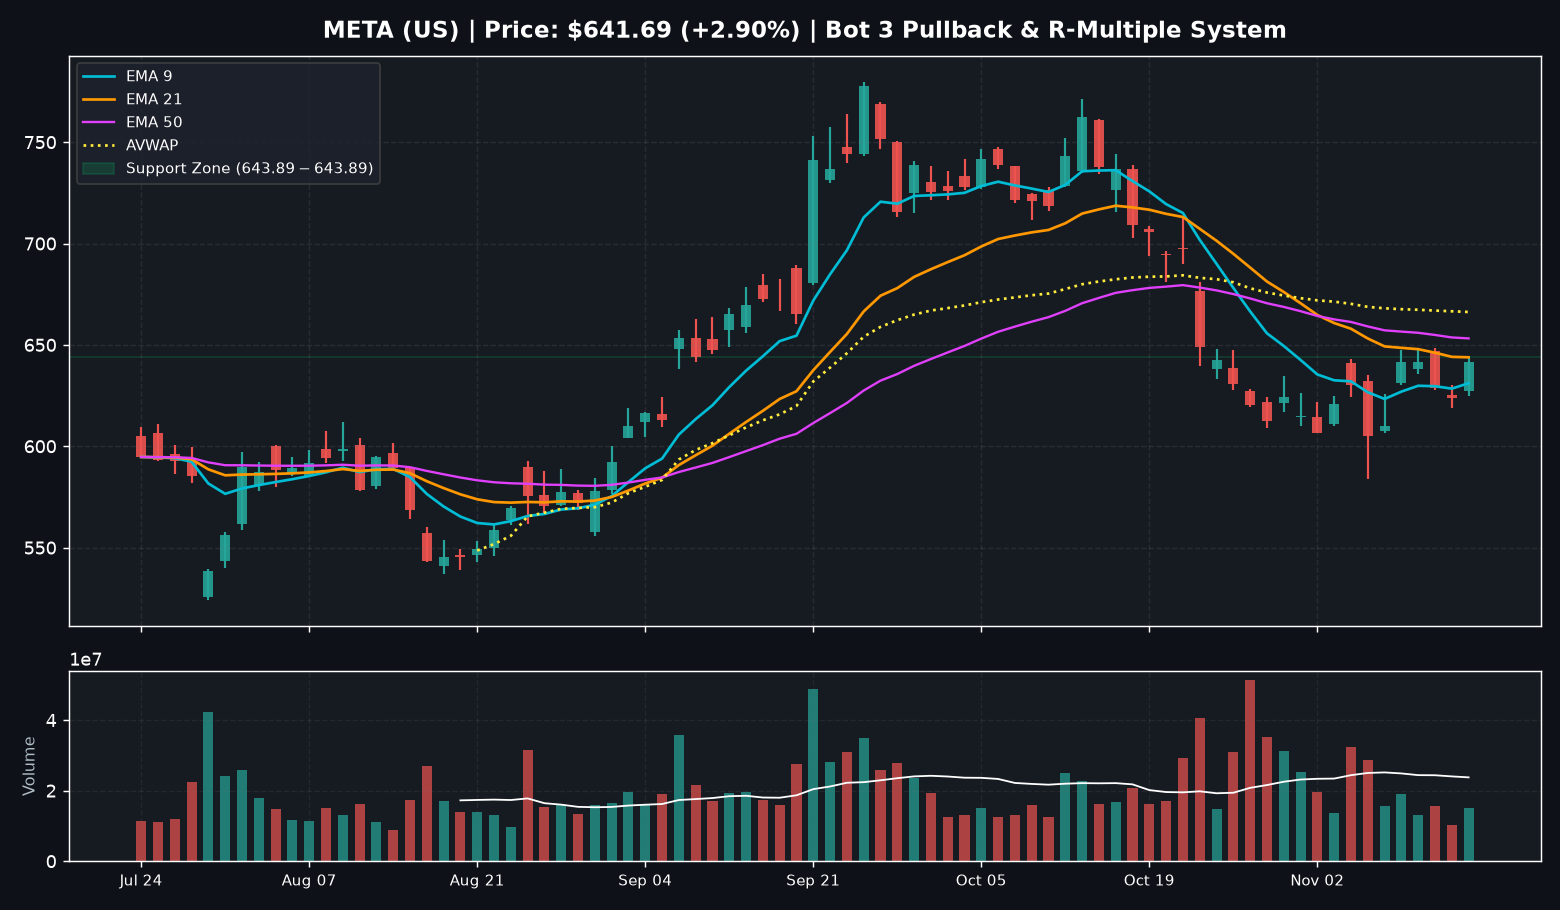 META (US) | Price: $641.69 (+2.90%) | Bot 3 Pullback & R-Multiple System
EMA 9
EMA 21
EMA 50
AVWAP
Support Zone (643.89 − 643.89)
750
700
650
600
550
1e7
Volume
4
2
0
Jul 24
Aug 07
Aug 21
Sep 04
Sep 21
Oct 05
Oct 19
Nov 02